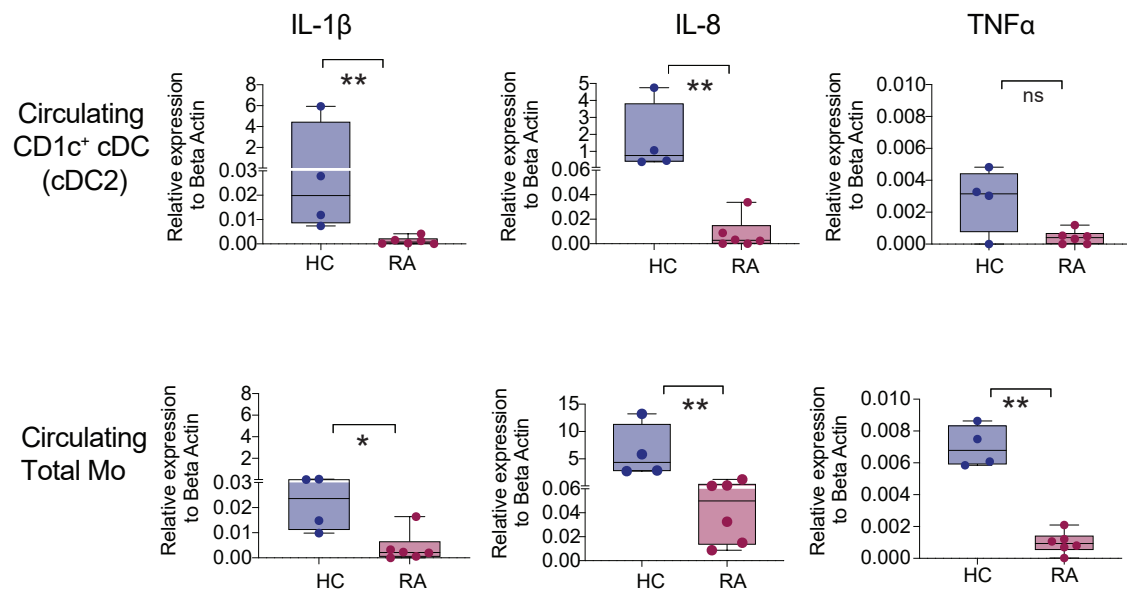 IL-1β
IL-8
TNFα
Circulating
CD1c⁺ cDC
(cDC2)
Relative expression
to Beta Actin
8
6
4
2
0.03
0.02
0.01
0.00
**
HC
RA
Relative expression
to Beta Actin
5
4
3
2
1
0.06
0.04
0.02
0.00
**
HC
RA
Relative expression
to Beta Actin
0.010
0.008
0.006
0.004
0.002
0.000
ns
HC
RA
Circulating
Total Mo
Relative expression
to Beta Actin
8
6
4
2
0.03
0.02
0.01
0.00
*
HC
RA
Relative expression
to Beta Actin
15
10
5
0.06
0.04
0.02
0.00
**
HC
RA
Relative expression
to Beta Actin
0.010
0.008
0.006
0.004
0.002
0.000
**
HC
RA